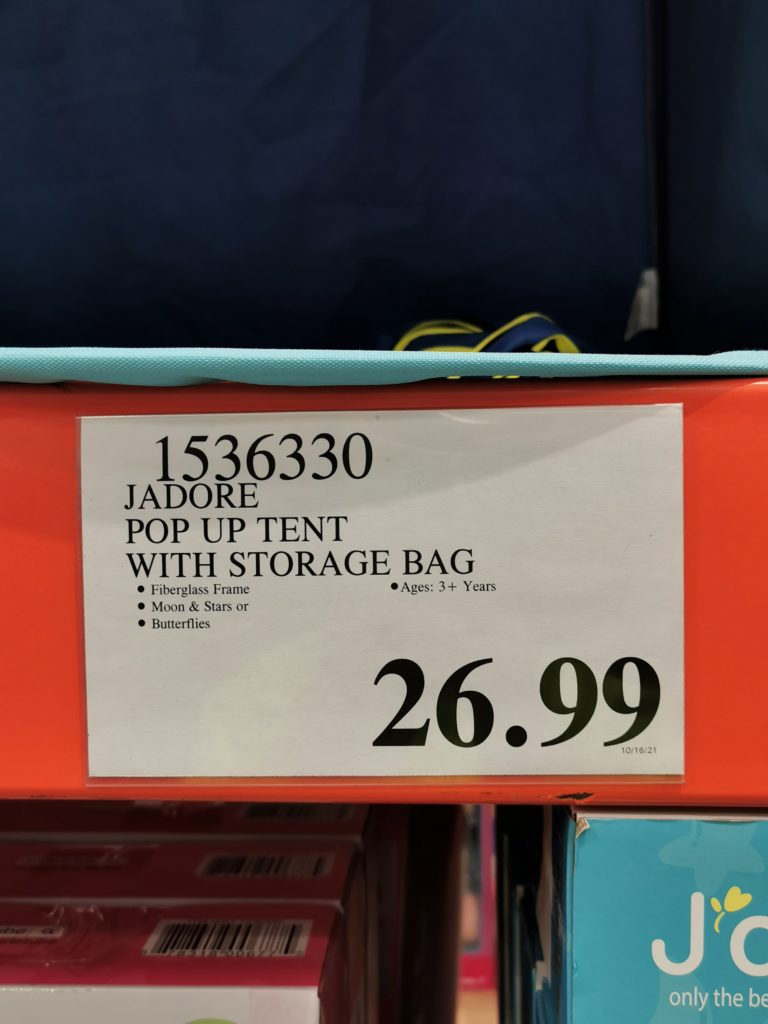 1536330
JADORE
POP UP TENT
WITH STORAGE BAG
• Fiberglass Frame
• Ages: 3+ Years
• Moon & Stars or
• Butterflies
26.99
10/16/21
J'
only the be